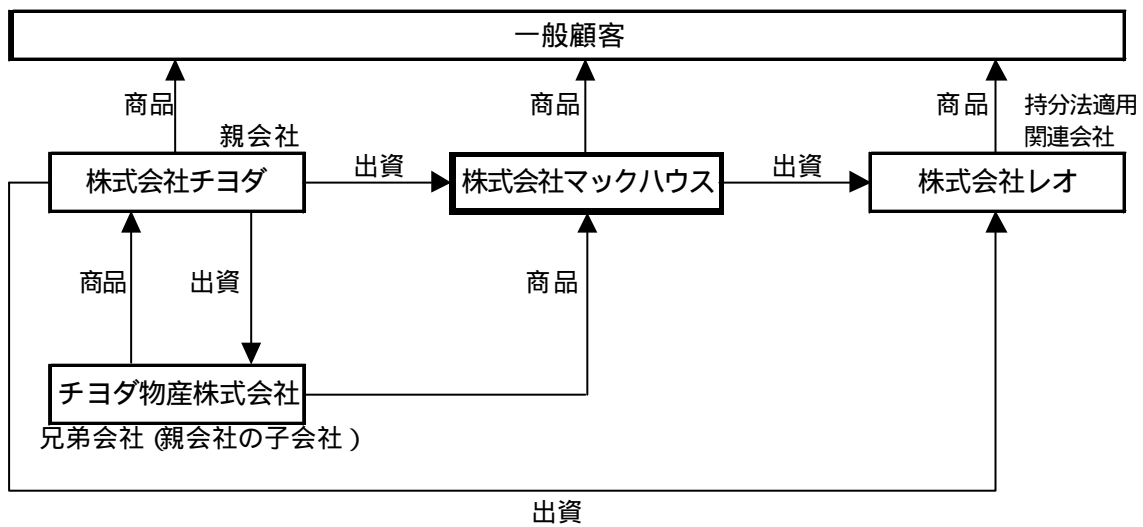 一般顧客
商品
商品
商品
持分法適用
関連会社
親会社
株式会社チヨダ
出資
株式会社マックハウス
出資
株式会社レオ
商品
出資
商品
チヨダ物産株式会社
兄弟会社(親会社の子会社)
出資